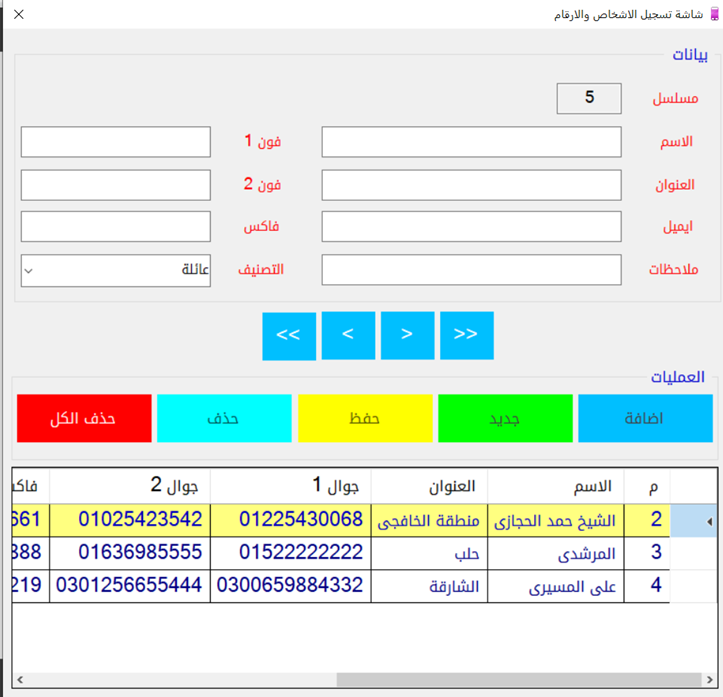 شاشة تسجيل الاشخاص والارقام
بيانات
مسلسل 5
الاسم فون 1
العنوان فون 2
ايميل فاكس
ملاحظات التصنيف عائلة
>> > < <<
العمليات
اضافة جديد حفظ حذف حذف الكل
م الاسم العنوان جوال 1 جوال 2 فاك
2 الشيخ حمد الحجازى منطقة الخافجى 01225430068 01025423542 661
3 المرشدى حلب 01522222222 01636985555 888
4 على المسيرى الشارقة 0300659884332 0301256655444 219